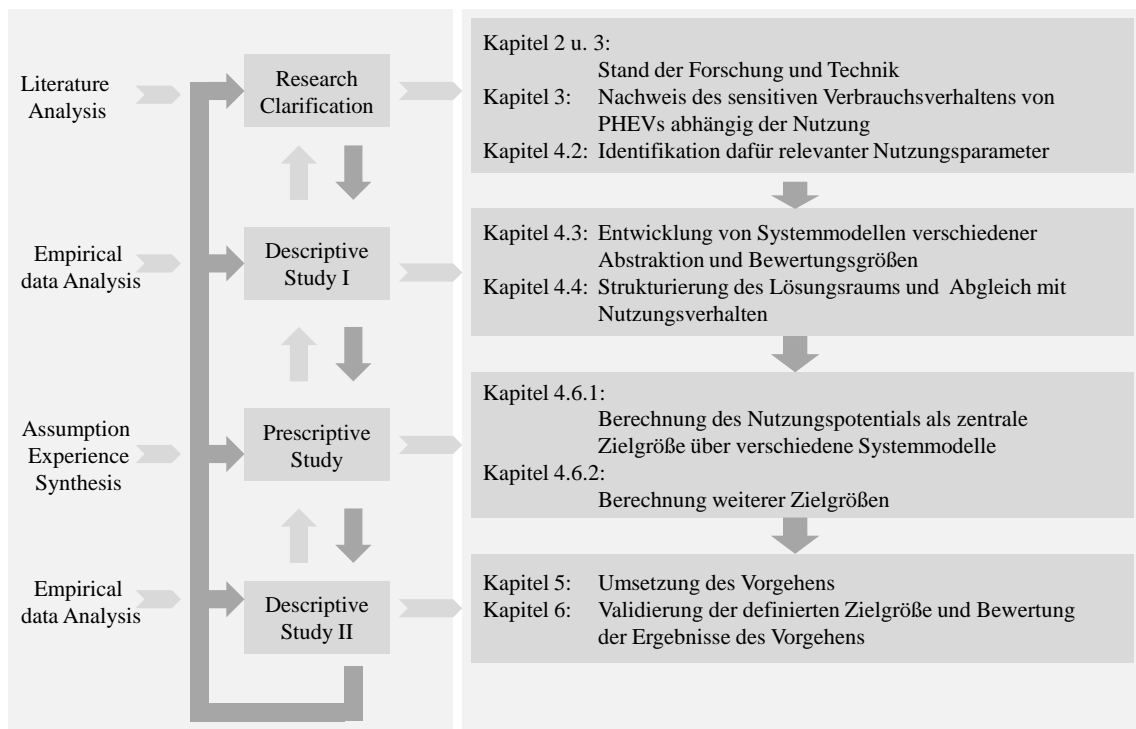 Literature
Analysis
Research
Clarification
Kapitel 2 u. 3:
Stand der Forschung und Technik
Kapitel 3: Nachweis des sensitiven Verbrauchsverhaltens von
PHEVs abhängig der Nutzung
Kapitel 4.2: Identifikation dafür relevanter Nutzungsparameter
Empirical
data Analysis
Descriptive
Study I
Kapitel 4.3: Entwicklung von Systemmodellen verschiedener
Abstraktion und Bewertungsgrößen
Kapitel 4.4: Strukturierung des Lösungsraums und Abgleich mit
Nutzungsverhalten
Assumption
Experience
Synthesis
Prescriptive
Study
Kapitel 4.6.1:
Berechnung des Nutzungspotentials als zentrale
Zielgröße über verschiedene Systemmodelle
Kapitel 4.6.2:
Berechnung weiterer Zielgrößen
Empirical
data Analysis
Descriptive
Study II
Kapitel 5: Umsetzung des Vorgehens
Kapitel 6: Validierung der definierten Zielgröße und Bewertung
der Ergebnisse des Vorgehens